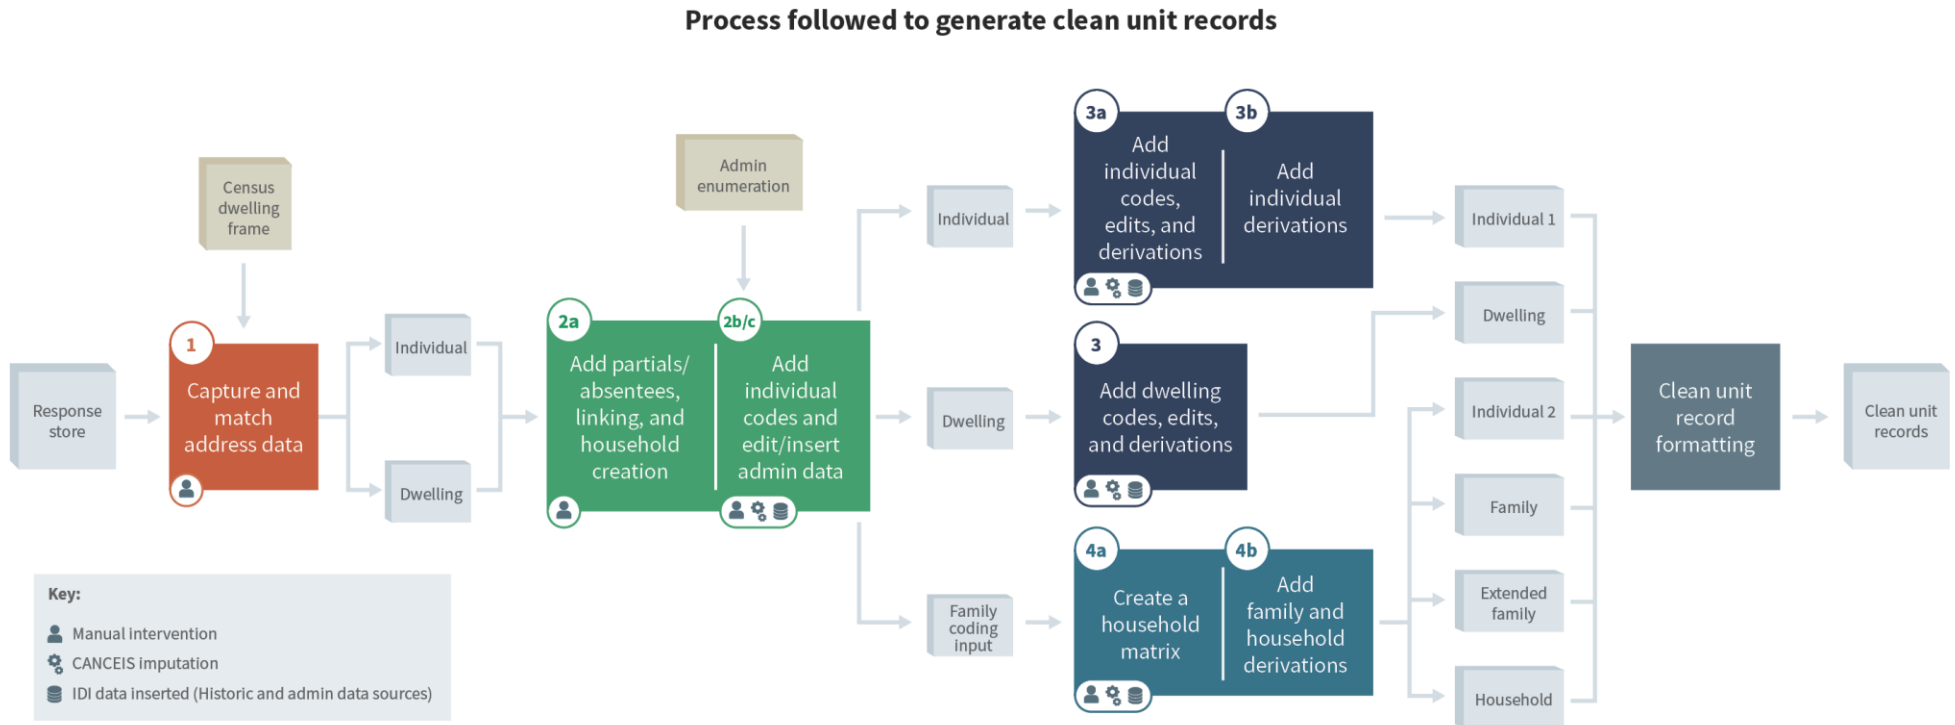 Process followed to generate clean unit records
Census
dwelling
frame
Admin
enumeration
Response
store
1
Capture and
match
address data
Individual
Dwelling
2a
Add partials/
absentees,
linking, and
household
creation
2b/c
Add
individual
codes and
edit/insert
admin data
Individual
Dwelling
Family
coding
input
3a
Add
individual
codes,
edits, and
derivations
3b
Add
individual
derivations
3
Add dwelling
codes, edits,
and derivations
4a
Create a
household
matrix
4b
Add
family and
household
derivations
Individual 1
Dwelling
Individual 2
Family
Extended
family
Household
Clean unit
record
formatting
Clean unit
records
Key:
Manual intervention
CANCEIS imputation
IDI data inserted (Historic and admin data sources)